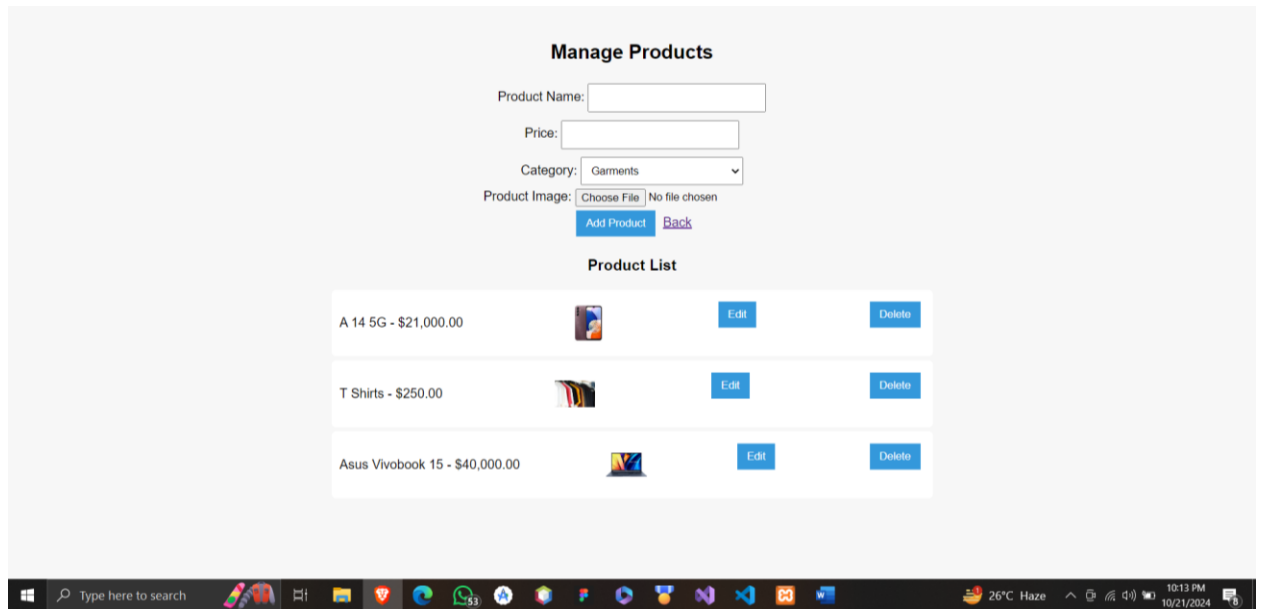 Manage Products
Product Name:
Price:
Category: Garments
Product Image: Choose File No file chosen
Add Product Back
Product List
A 14 5G - $21,000.00 Edit Delete
T Shirts - $250.00 Edit Delete
Asus Vivobook 15 - $40,000.00 Edit Delete
Type here to search 53 26°C Haze 10:13 PM
10/21/2024 8